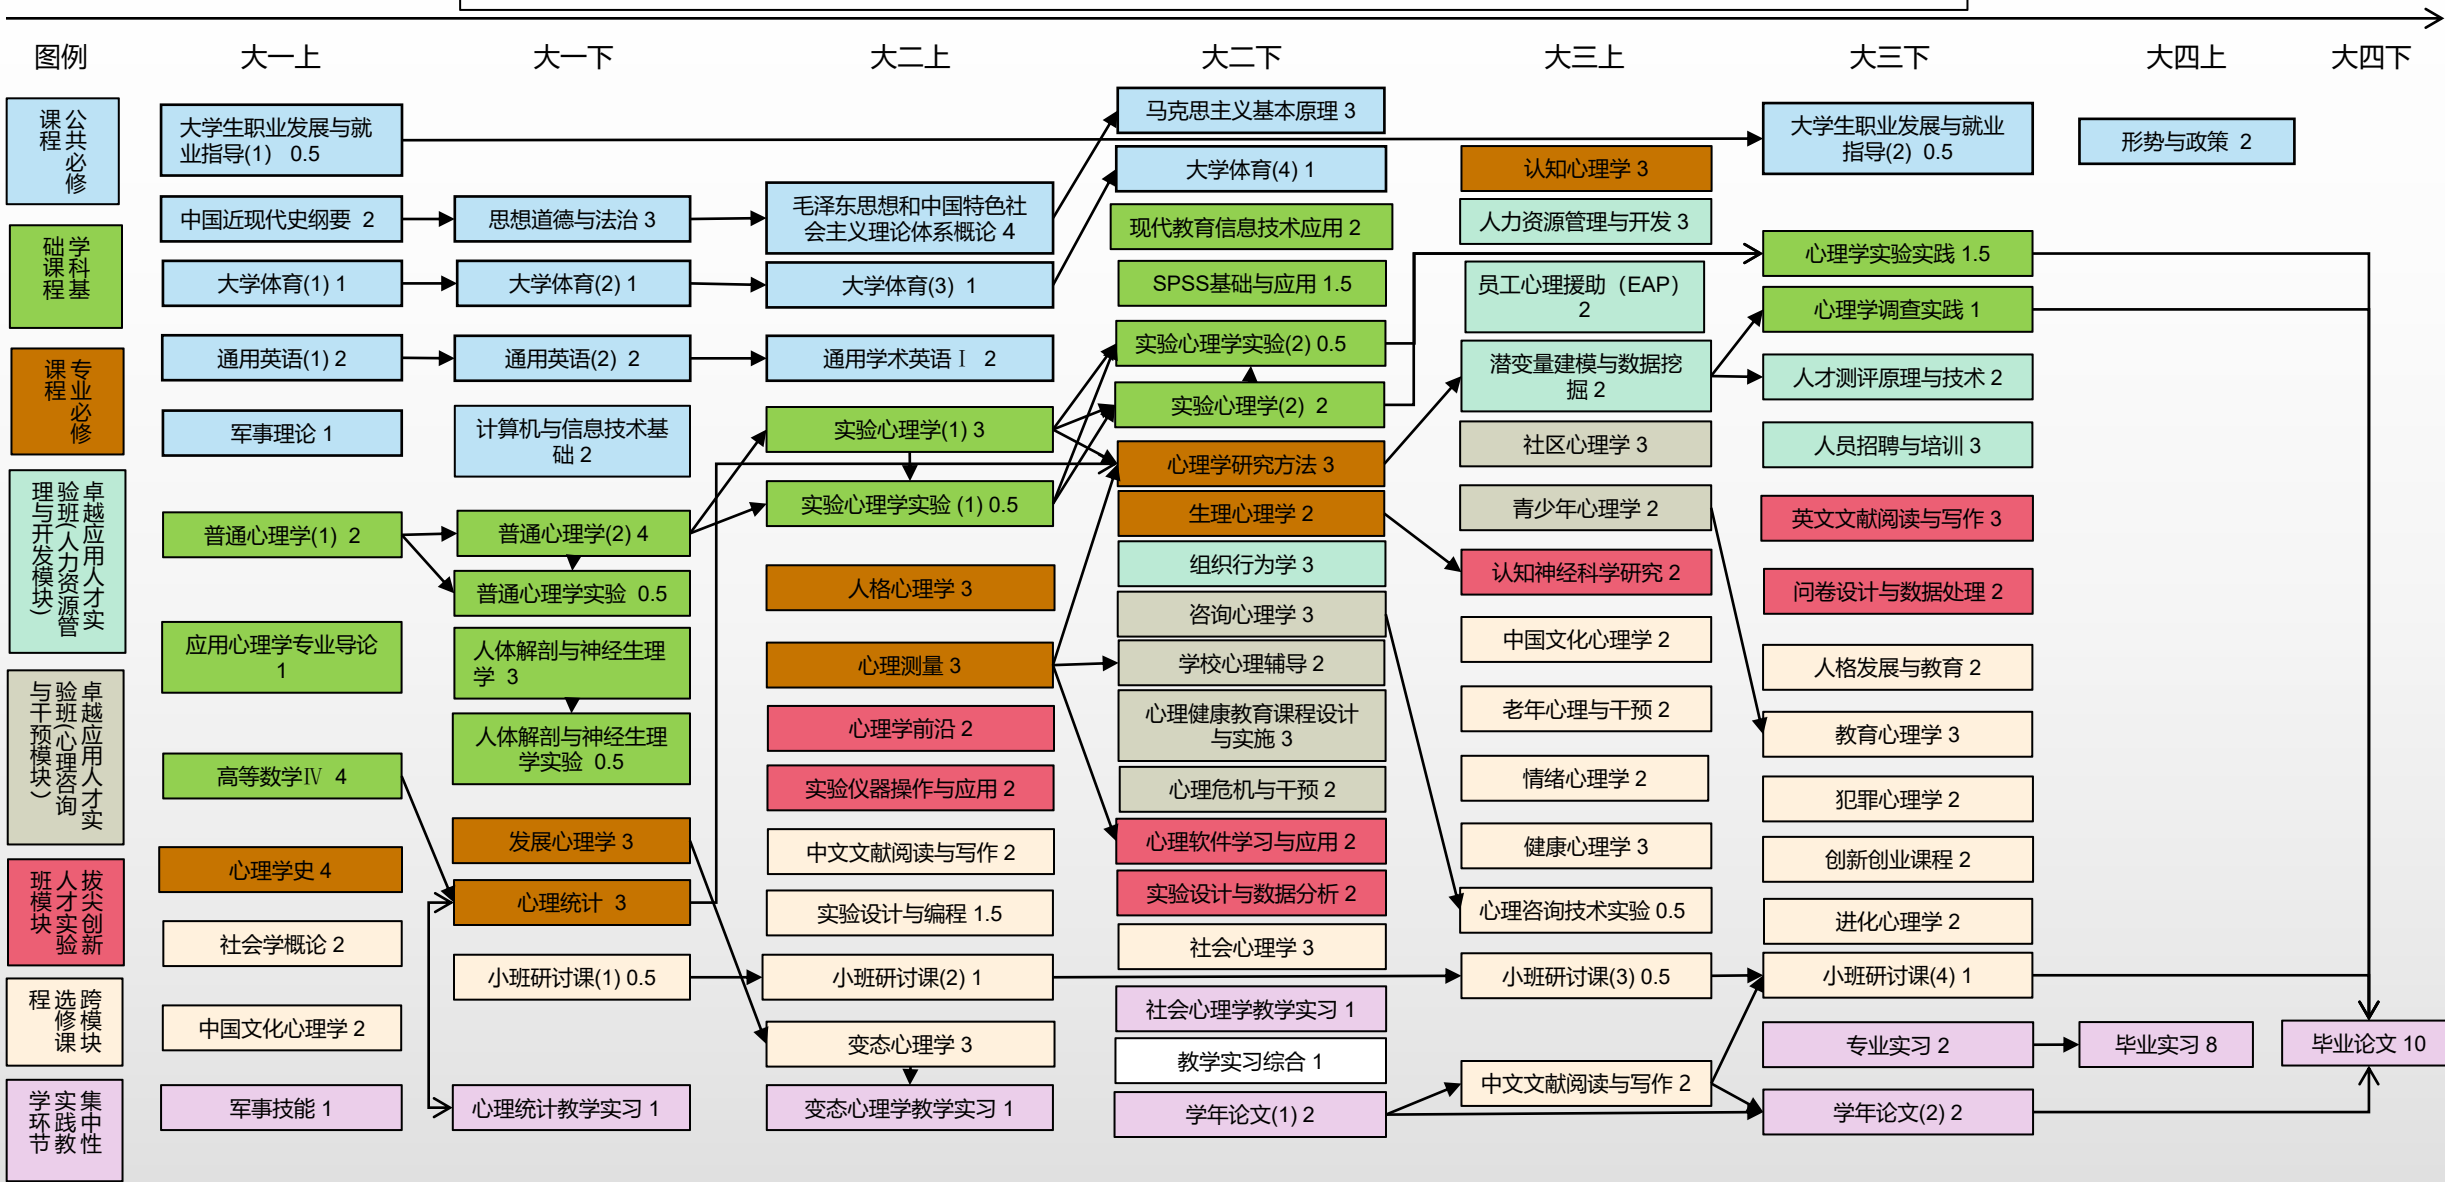 图例
大一上
大一下
大二上
大二下
大三上
大三下
大四上
大四下
公共必修
课程
学科基
础课程
专业必修
课程
卓越应用人才实
验班(人力资源管
理与开发模块)
卓越应用人才实
验班(心理咨询
与干预模块)
拔尖创新
人才实验
班模块
跨模块
选修课
程
集中性
实践教
学环节
大学生职业发展与就
业指导(1) 0.5
中国近现代史纲要 2
大学体育(1) 1
通用英语(1) 2
军事理论 1
普通心理学(1) 2
应用心理学专业导论
1
高等数学Ⅳ 4
心理学史 4
社会学概论 2
中国文化心理学 2
军事技能 1
思想道德与法治 3
大学体育(2) 1
通用英语(2) 2
计算机与信息技术基
础 2
普通心理学(2) 4
普通心理学实验 0.5
人体解剖与神经生理
学 3
人体解剖与神经生理
学实验 0.5
发展心理学 3
心理统计 3
小班研讨课(1) 0.5
心理统计教学实习 1
毛泽东思想和中国特色社
会主义理论体系概论 4
大学体育(3) 1
通用学术英语Ⅰ 2
实验心理学(1) 3
实验心理学实验 (1) 0.5
人格心理学 3
心理测量 3
心理学前沿 2
实验仪器操作与应用 2
中文文献阅读与写作 2
实验设计与编程 1.5
小班研讨课(2) 1
变态心理学 3
变态心理学教学实习 1
马克思主义基本原理 3
大学体育(4) 1
现代教育信息技术应用 2
SPSS基础与应用 1.5
实验心理学实验(2) 0.5
实验心理学(2) 2
心理学研究方法 3
生理心理学 2
组织行为学 3
咨询心理学 3
学校心理辅导 2
心理健康教育课程设计
与实施 3
心理危机与干预 2
心理软件学习与应用 2
实验设计与数据分析 2
社会心理学 3
社会心理学教学实习 1
教学实习综合 1
学年论文(1) 2
认知心理学 3
人力资源管理与开发 3
员工心理援助（EAP）
2
潜变量建模与数据挖
掘 2
社区心理学 3
青少年心理学 2
认知神经科学研究 2
中国文化心理学 2
老年心理与干预 2
情绪心理学 2
健康心理学 3
心理咨询技术实验 0.5
小班研讨课(3) 0.5
中文文献阅读与写作 2
大学生职业发展与就业
指导(2) 0.5
心理学实验实践 1.5
心理学调查实践 1
人才测评原理与技术 2
人员招聘与培训 3
英文文献阅读与写作 3
问卷设计与数据处理 2
人格发展与教育 2
教育心理学 3
犯罪心理学 2
创新创业课程 2
进化心理学 2
小班研讨课(4) 1
专业实习 2
学年论文(2) 2
形势与政策 2
毕业实习 8
毕业论文 10